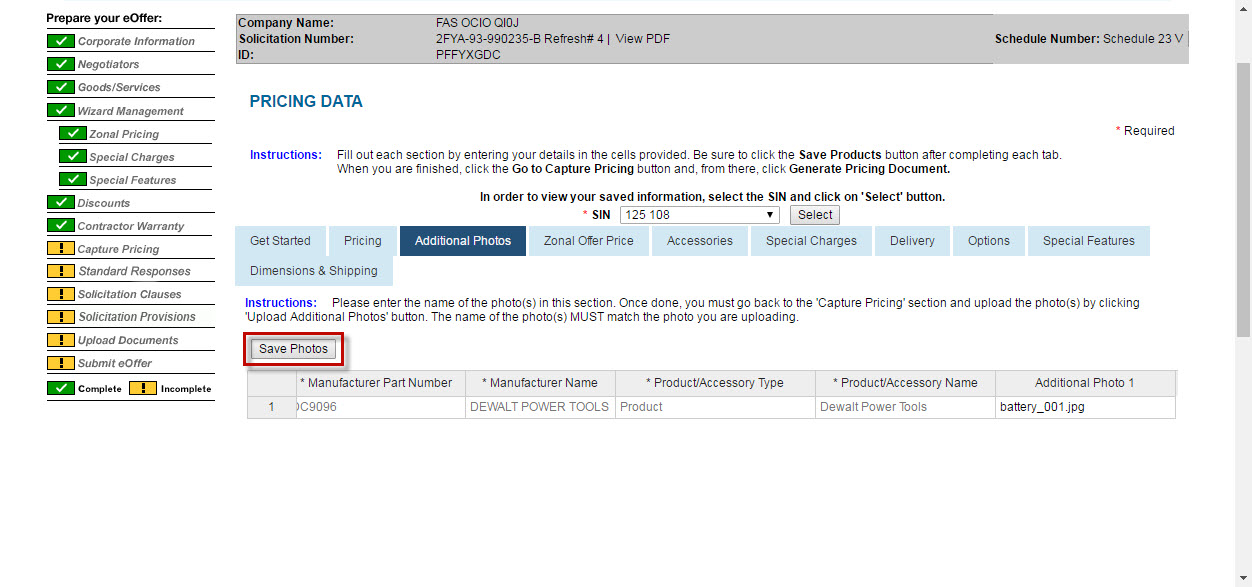 Prepare your eOffer:
Corporate Information
Negotiators
Goods/Services
Wizard Management
Zonal Pricing
Special Charges
Special Features
Discounts
Contractor Warranty
Capture Pricing
Standard Responses
Solicitation Clauses
Solicitation Provisions
Upload Documents
Submit eOffer
Complete Incomplete
Company Name: FAS OCIO QI0J
Solicitation Number: 2FYA-93-990235-B Refresh# 4 | View PDF Schedule Number: Schedule 23 V
ID: PFFYXGDC
PRICING DATA
* Required
Instructions: Fill out each section by entering your details in the cells provided. Be sure to click the Save Products button after completing each tab.
When you are finished, click the Go to Capture Pricing button and, from there, click Generate Pricing Document.
In order to view your saved information, select the SIN and click on 'Select' button.
* SIN 125 108 Select
Get Started Pricing Additional Photos Zonal Offer Price Accessories Special Charges Delivery Options Special Features
Dimensions & Shipping
Instructions: Please enter the name of the photo(s) in this section. Once done, you must go back to the 'Capture Pricing' section and upload the photo(s) by clicking
'Upload Additional Photos' button. The name of the photo(s) MUST match the photo you are uploading.
Save Photos
* Manufacturer Part Number * Manufacturer Name * Product/Accessory Type * Product/Accessory Name Additional Photo 1
1 DC9096 DEWALT POWER TOOLS Product Dewalt Power Tools battery_001.jpg